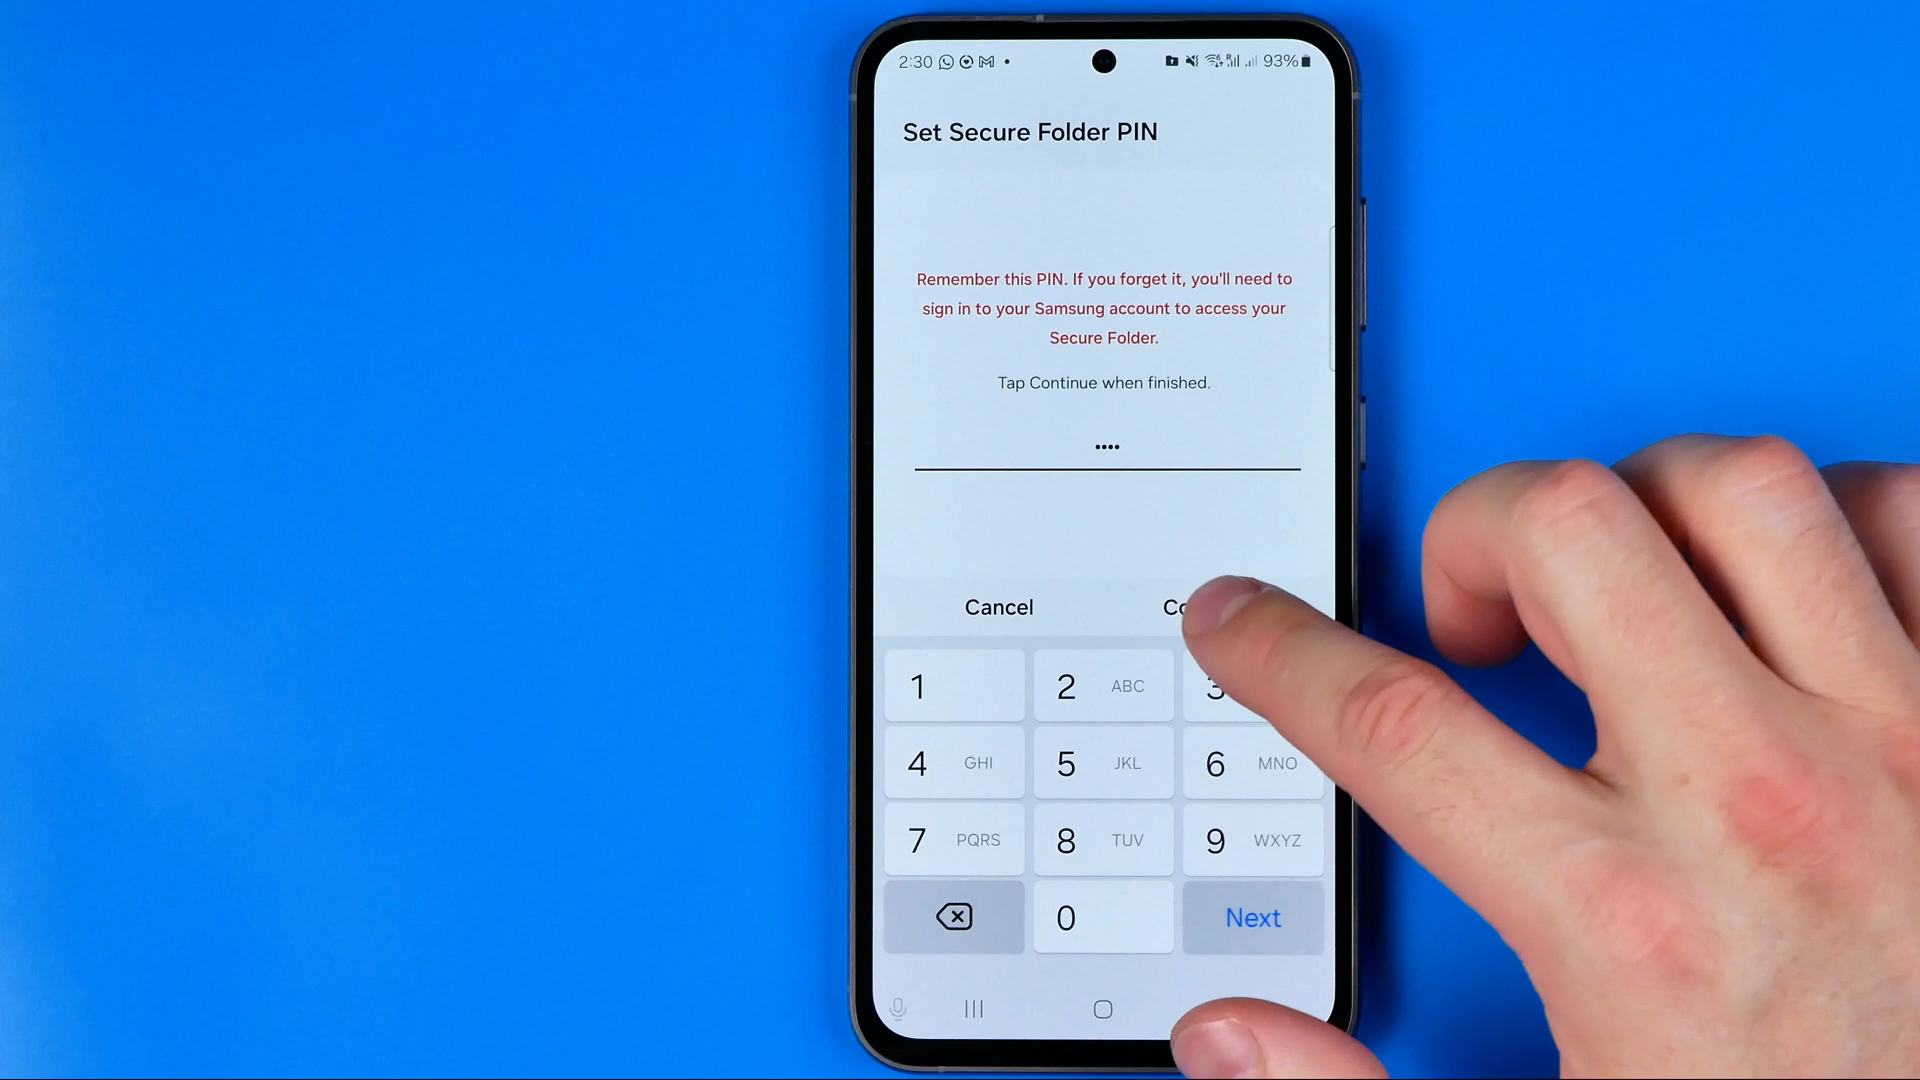 2:30 93%
Set Secure Folder PIN
Remember this PIN. If you forget it, you'll need to
sign in to your Samsung account to access your
Secure Folder.
Tap Continue when finished.
Cancel
1 2 ABC 3
4 GHI 5 JKL 6 MNO
7 PQRS 8 TUV 9 WXYZ
0 Next